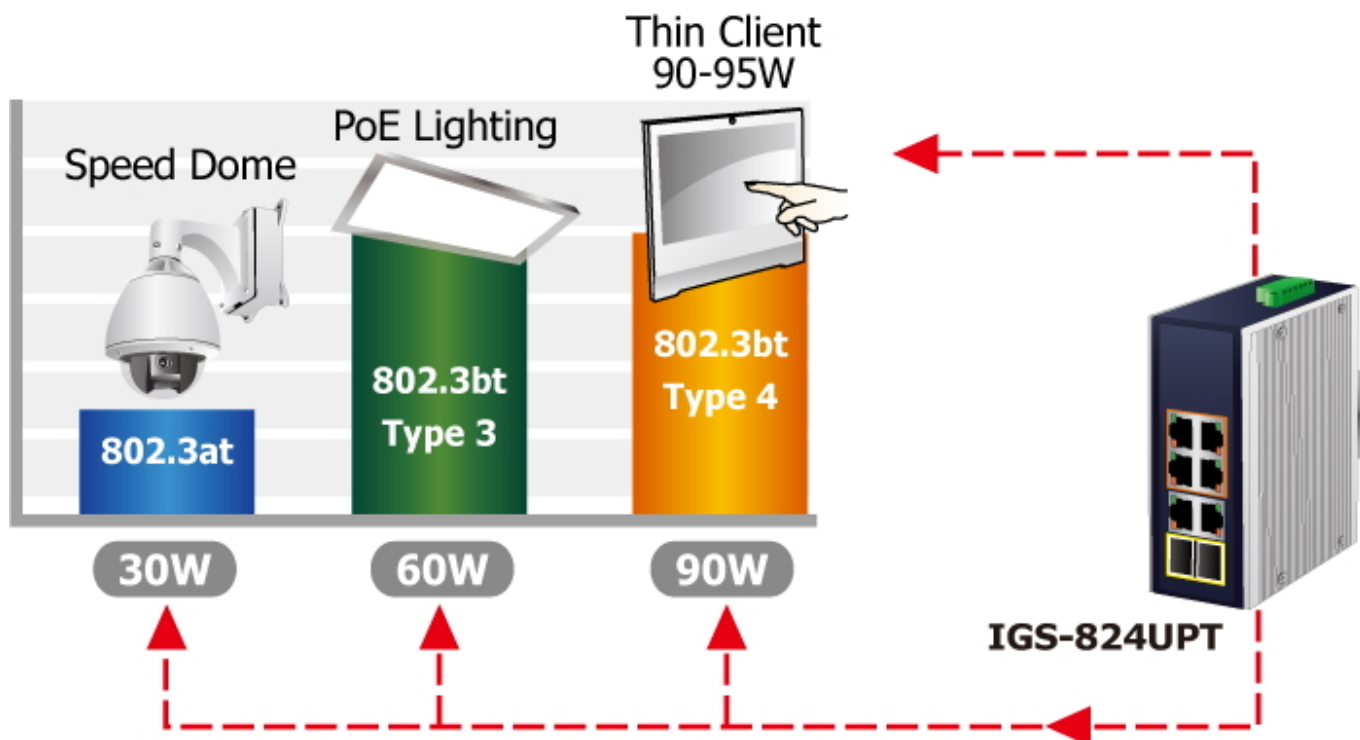 Thin Client
90-95W
PoE Lighting
Speed Dome
802.3at
802.3bt
Type 3
802.3bt
Type 4
30W
60W
90W
IGS-824UPT